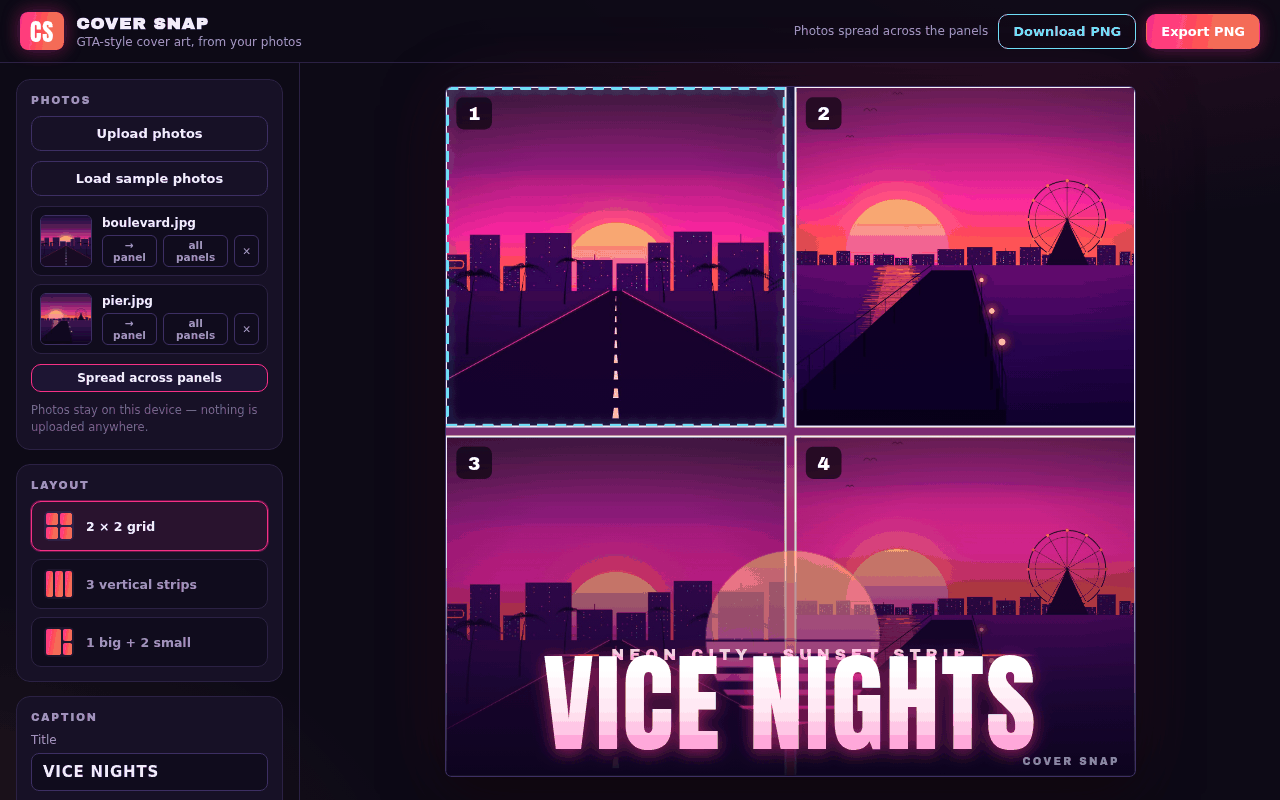 CS
COVER SNAP
GTA-style cover art, from your photos
Photos spread across the panels
Download PNG
Export PNG
PHOTOS
Upload photos
Load sample photos
boulevard.jpg
→ panel
all panels
×
pier.jpg
→ panel
all panels
×
Spread across panels
Photos stay on this device — nothing is
uploaded anywhere.
LAYOUT
2 × 2 grid
3 vertical strips
1 big + 2 small
CAPTION
Title
VICE NIGHTS
1
2
3
4
NEON CITY · SUNSET STRIP
VICE NIGHTS
COVER SNAP